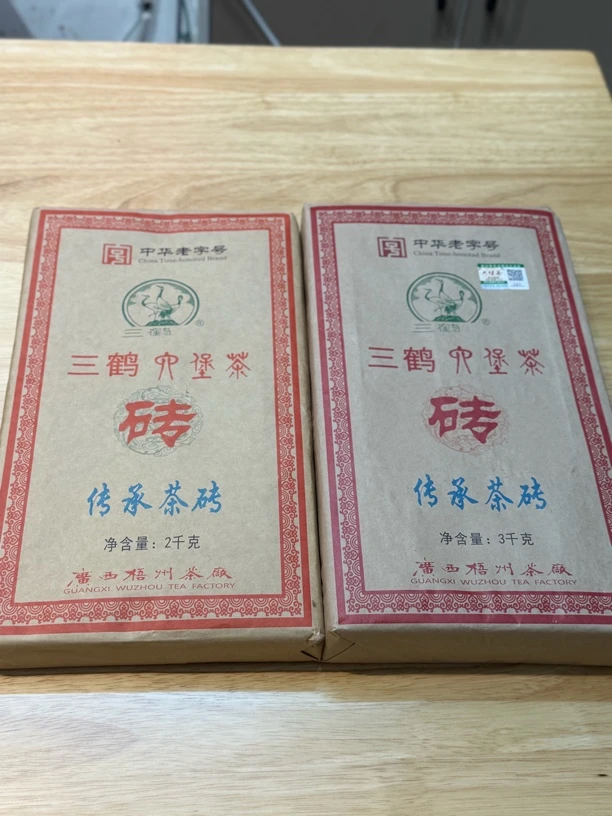 中华老字号
China Time-honored Brand
三鹤
®
三鹤六堡茶
砖
传承茶砖
净含量：2千克
广西梧州茶厂
GUANGXI WUZHOU TEA FACTORY
中华老字号
China Time-honored Brand
六堡茶
三鹤
®
三鹤六堡茶
砖
传承茶砖
净含量：3千克
广西梧州茶厂
GUANGXI WUZHOU TEA FACTORY